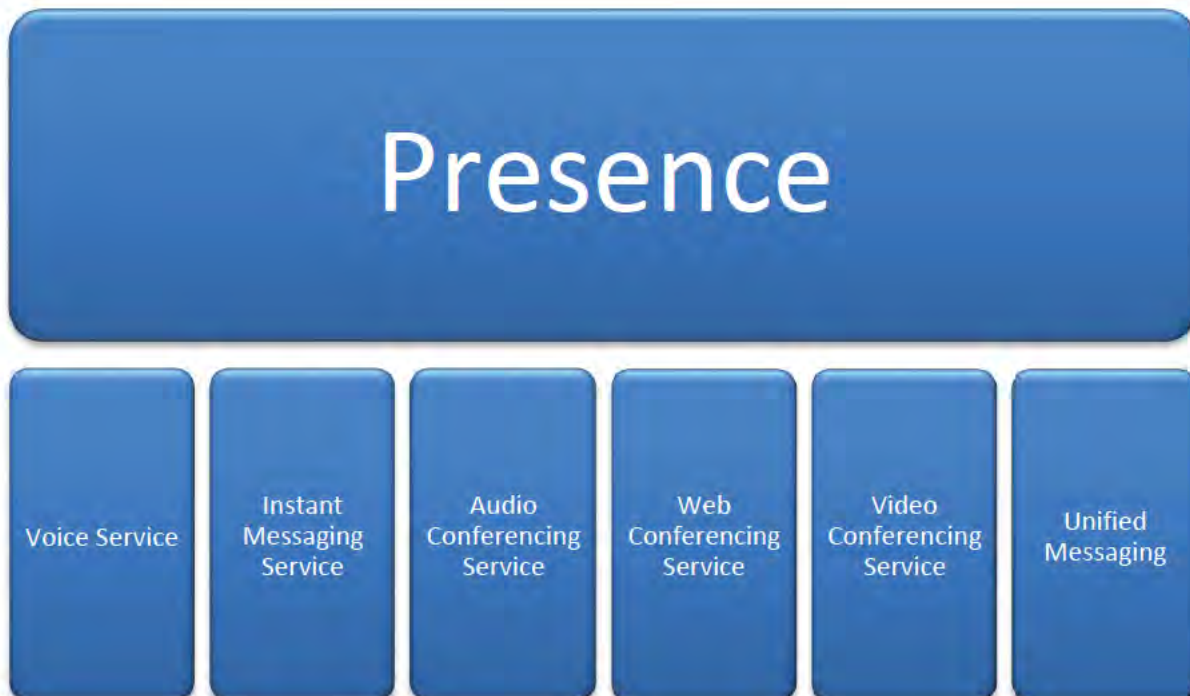 Presence
Voice Service
Instant
Messaging
Service
Audio
Conferencing
Service
Web
Conferencing
Service
Video
Conferencing
Service
Unified
Messaging